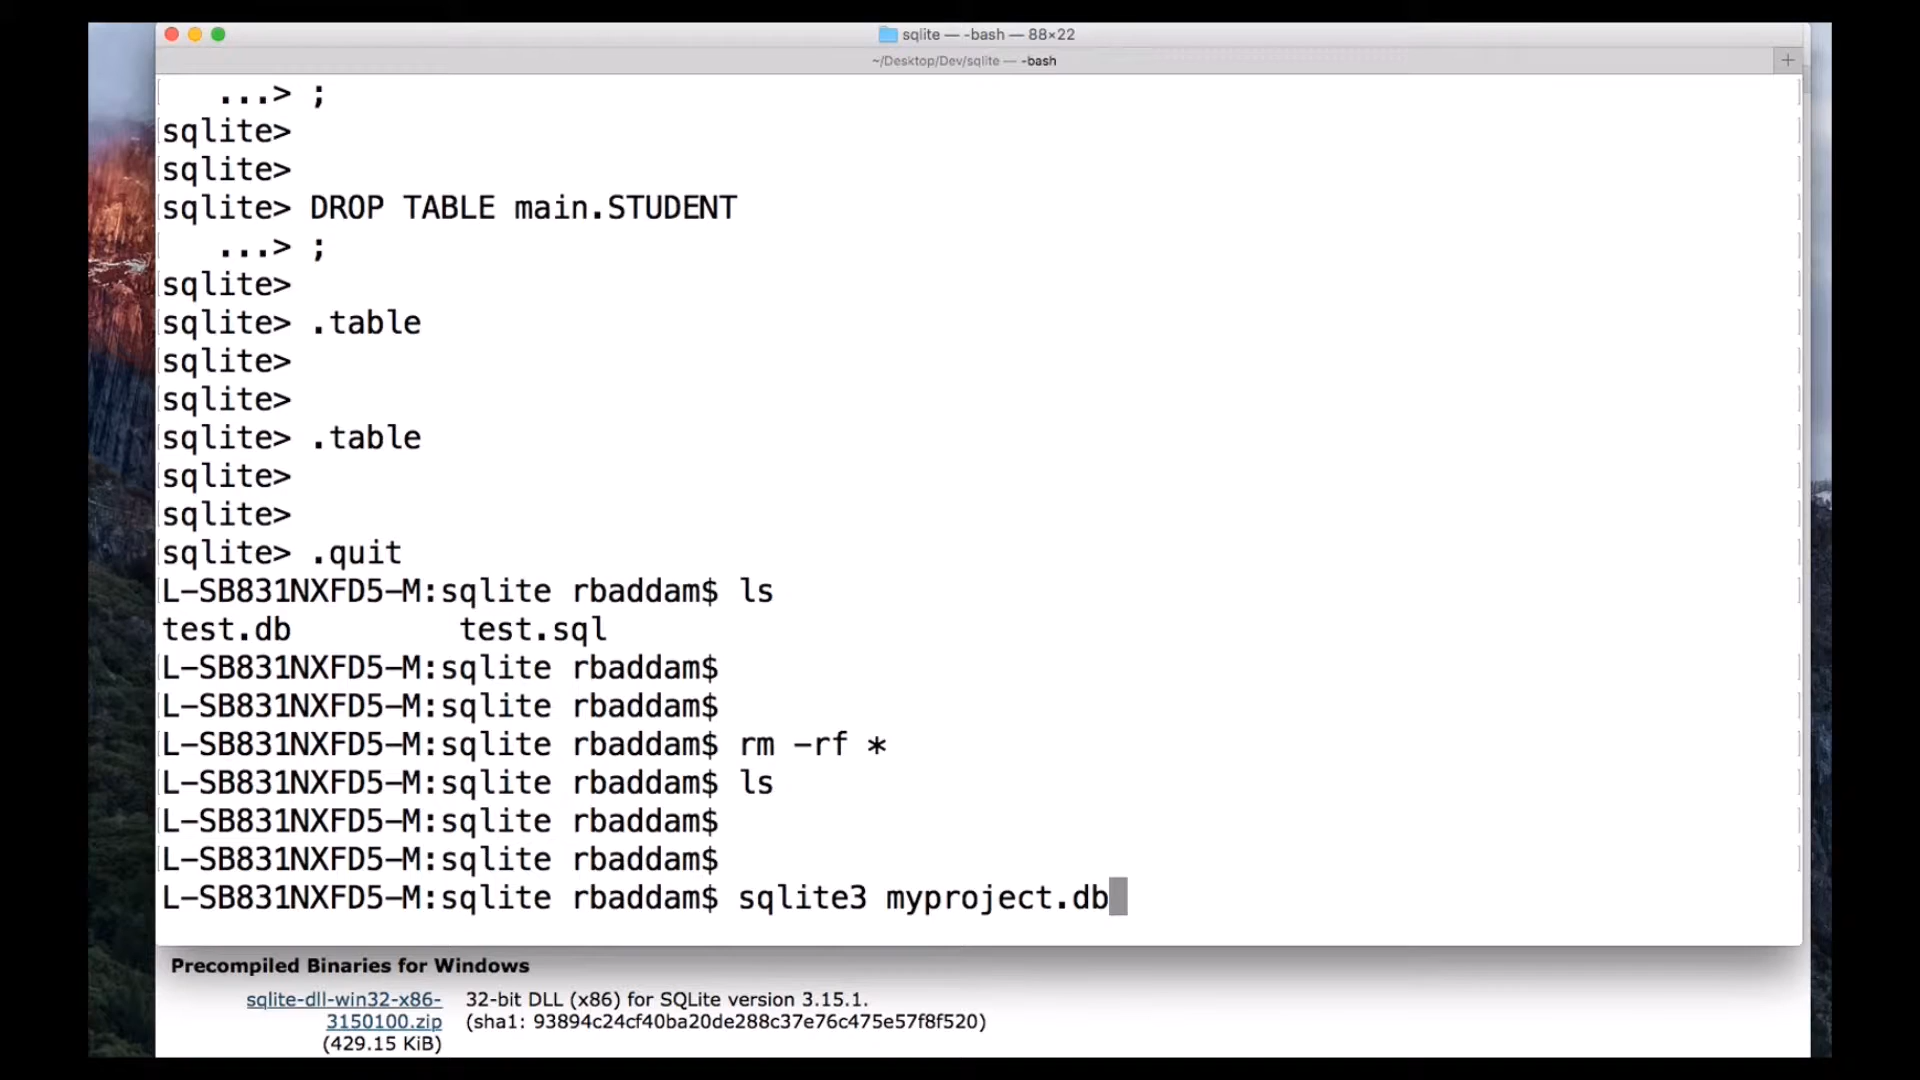 sqlite — -bash — 88×22
~/Desktop/Dev/sqlite — -bash
...> ;
sqlite>
sqlite>
sqlite> DROP TABLE main.STUDENT
...> ;
sqlite>
sqlite> .table
sqlite>
sqlite>
sqlite> .table
sqlite>
sqlite>
sqlite> .quit
L-SB831NXFD5-M:sqlite rbaddam$ ls
test.db test.sql
L-SB831NXFD5-M:sqlite rbaddam$
L-SB831NXFD5-M:sqlite rbaddam$
L-SB831NXFD5-M:sqlite rbaddam$ rm -rf *
L-SB831NXFD5-M:sqlite rbaddam$ ls
L-SB831NXFD5-M:sqlite rbaddam$
L-SB831NXFD5-M:sqlite rbaddam$
L-SB831NXFD5-M:sqlite rbaddam$ sqlite3 myproject.db
Precompiled Binaries for Windows
sqlite-dll-win32-x86- 32-bit DLL (x86) for SQLite version 3.15.1.
3150100.zip (sha1: 93894c24cf40ba20de288c37e76c475e57f8f520)
(429.15 KiB)